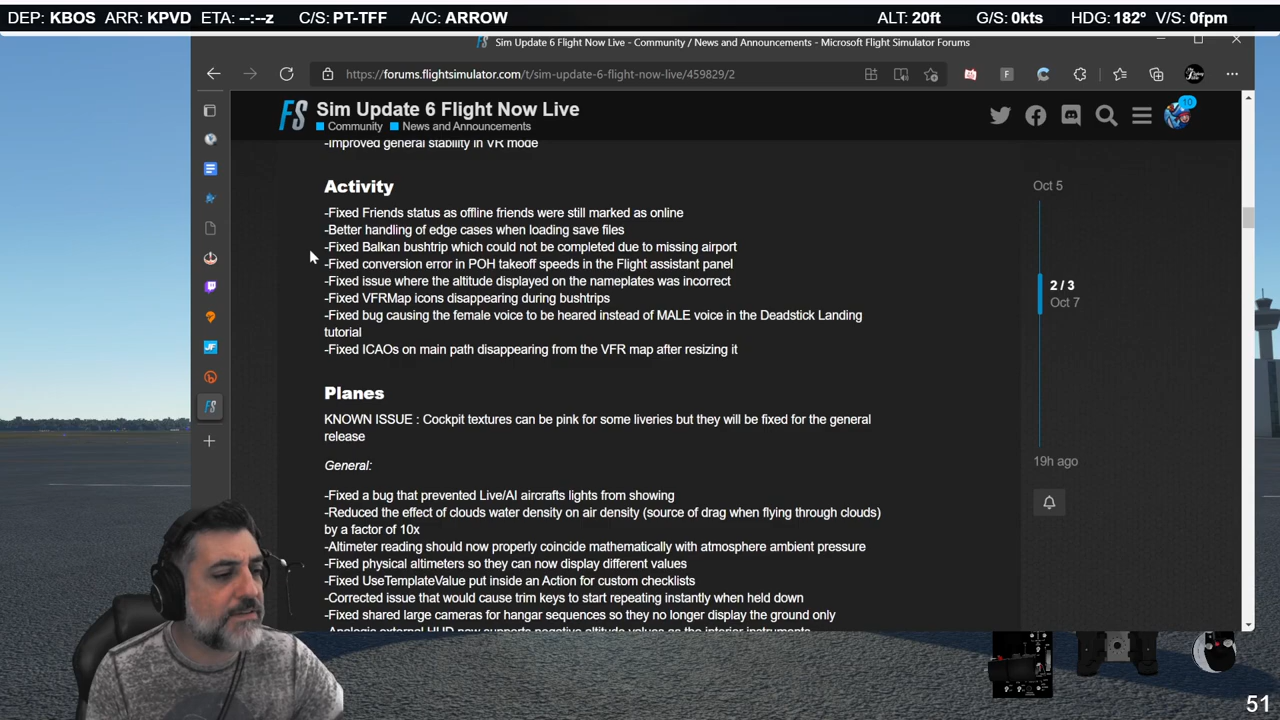 DEP: KBOS ARR: KPVD ETA: --:--z C/S: PT-TFF A/C: ARROW ALT: 20ft G/S: 0kts HDG: 182° V/S: 0fpm
Sim Update 6 Flight Now Live - Community / News and Announcements - Microsoft Flight Simulator Forums
https://forums.flightsimulator.com/t/sim-update-6-flight-now-live/459829/2
FS Sim Update 6 Flight Now Live
Community News and Announcements
10
-Improved general stability in VR mode
Activity
-Fixed Friends status as offline friends were still marked as online
-Better handling of edge cases when loading save files
-Fixed Balkan bushtrip which could not be completed due to missing airport
-Fixed conversion error in POH takeoff speeds in the Flight assistant panel
-Fixed issue where the altitude displayed on the nameplates was incorrect
-Fixed VFRMap icons disappearing during bushtrips
-Fixed bug causing the female voice to be heared instead of MALE voice in the Deadstick Landing
tutorial
-Fixed ICAOs on main path disappearing from the VFR map after resizing it
Planes
KNOWN ISSUE : Cockpit textures can be pink for some liveries but they will be fixed for the general
release
General:
-Fixed a bug that prevented Live/AI aircrafts lights from showing
-Reduced the effect of clouds water density on air density (source of drag when flying through clouds)
by a factor of 10x
-Altimeter reading should now properly coincide mathematically with atmosphere ambient pressure
-Fixed physical altimeters so they can now display different values
-Fixed UseTemplateValue put inside an Action for custom checklists
-Corrected issue that would cause trim keys to start repeating instantly when held down
-Fixed shared large cameras for hangar sequences so they no longer display the ground only
-Analogic external HUD now supports negative altitude values as the interior instruments
Oct 5
2 / 3
Oct 7
19h ago
51